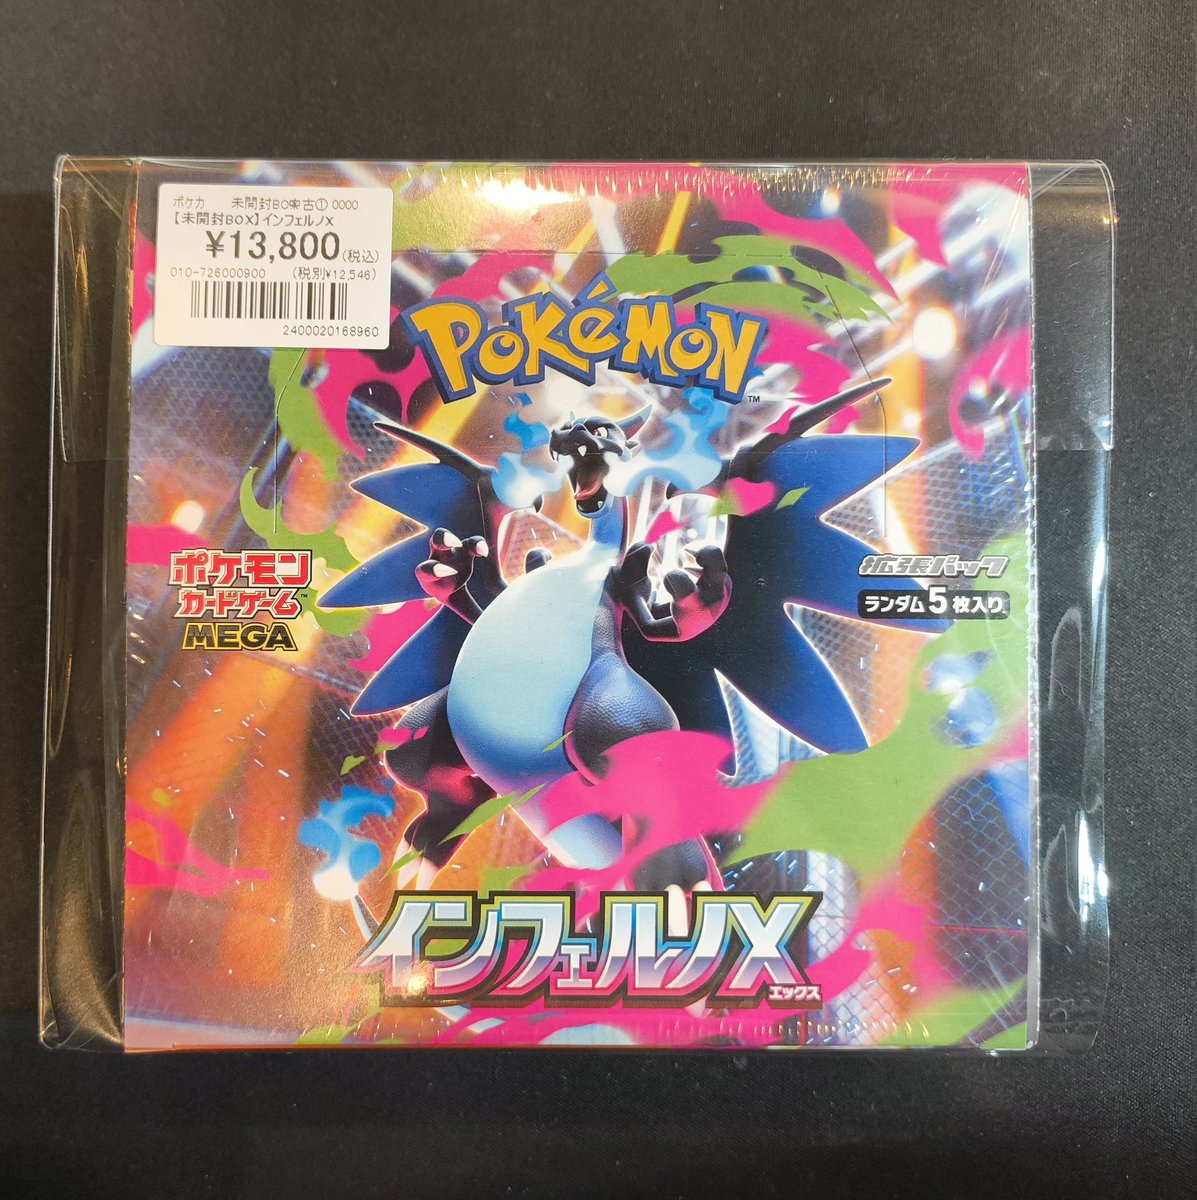 ポケカ 未開封BO中古① 0000
【未開封BOX】インフェルノX
¥13,800(税込)
010-726000900 (税別¥12,546)
2400020168960
POKéMON
TM
ポケモン
カードゲーム™
MEGA
拡張パック
ランダム5枚入り
インフェルノX
エックス